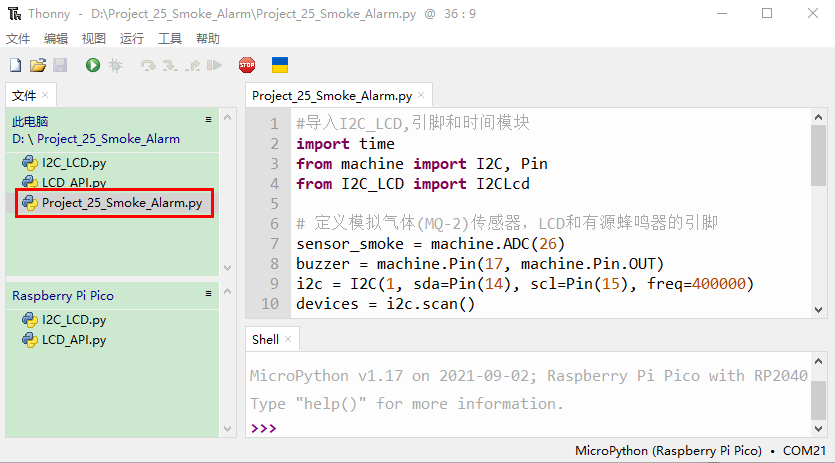 Thonny - D:\Project_25_Smoke_Alarm\Project_25_Smoke_Alarm.py @ 36 : 9
文件 编辑 视图 运行 工具 帮助
STOP
文件 ×
此电脑 ≡
D: \ Project_25_Smoke_Alarm
I2C_LCD.py
LCD_API.py
Project_25_Smoke_Alarm.py
Raspberry Pi Pico ≡
I2C_LCD.py
LCD_API.py
Project_25_Smoke_Alarm.py ×
1 #导入I2C_LCD,引脚和时间模块
2 import time
3 from machine import I2C, Pin
4 from I2C_LCD import I2CLcd
5
6 # 定义模拟气体(MQ-2)传感器，LCD和有源蜂鸣器的引脚
7 sensor_smoke = machine.ADC(26)
8 buzzer = machine.Pin(17, machine.Pin.OUT)
9 i2c = I2C(1, sda=Pin(14), scl=Pin(15), freq=400000)
10 devices = i2c.scan()
Shell ×
MicroPython v1.17 on 2021-09-02; Raspberry Pi Pico with RP2040
Type "help()" for more information.
>>>
MicroPython (Raspberry Pi Pico) • COM21